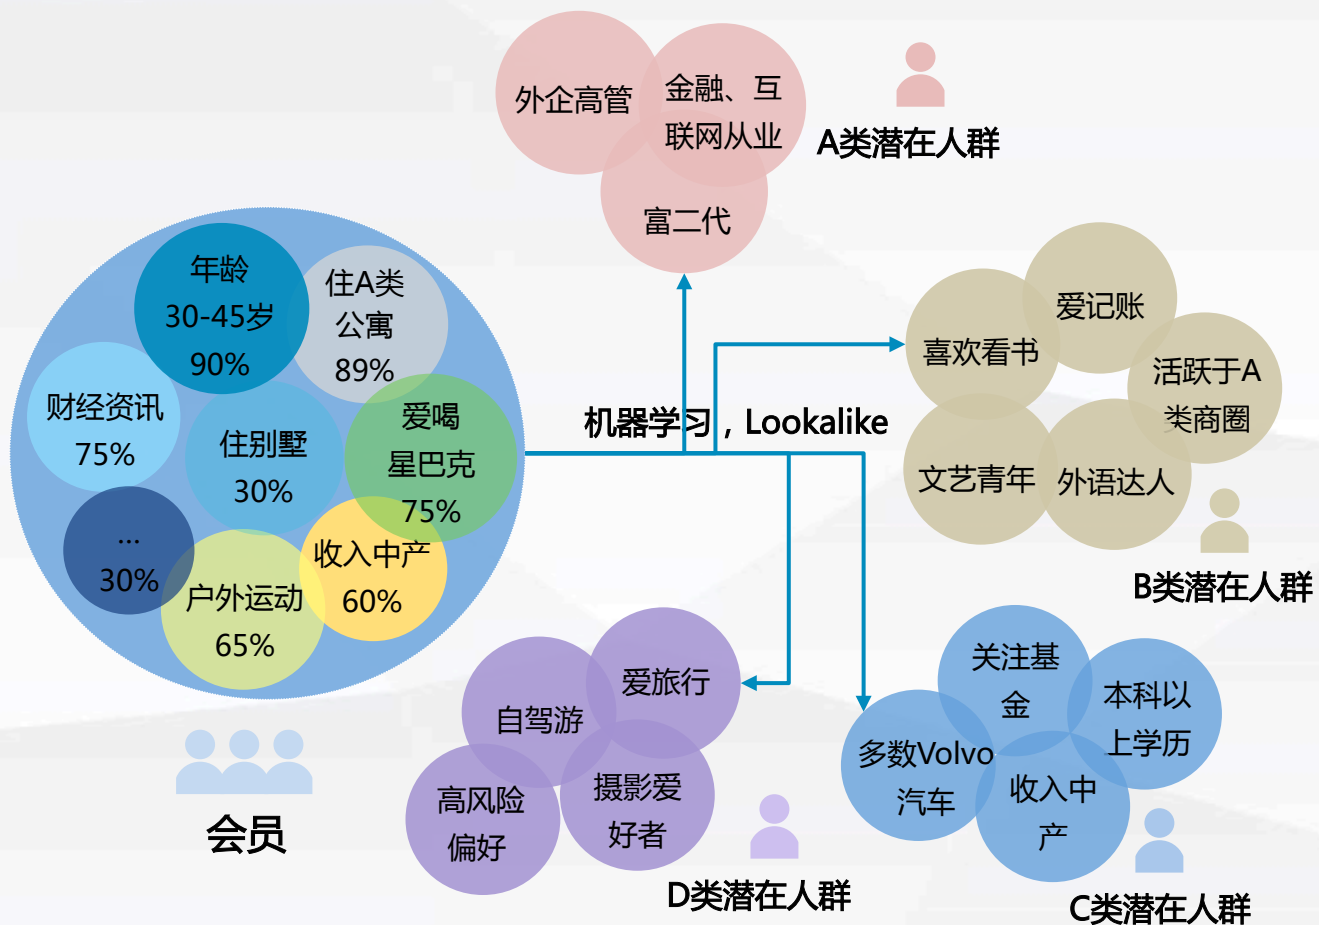 外企高管
金融、互
联网从业
富二代
A类潜在人群
年龄
30-45岁
90%
住A类
公寓
89%
财经资讯
75%
住别墅
30%
爱喝
星巴克
75%
...
30%
户外运动
65%
收入中产
60%
会员
机器学习，Lookalike
爱记账
喜欢看书
活跃于A
类商圈
文艺青年
外语达人
B类潜在人群
爱旅行
自驾游
高风险
偏好
摄影爱
好者
D类潜在人群
关注基
金
本科以
上学历
多数Volvo
汽车
收入中
产
C类潜在人群